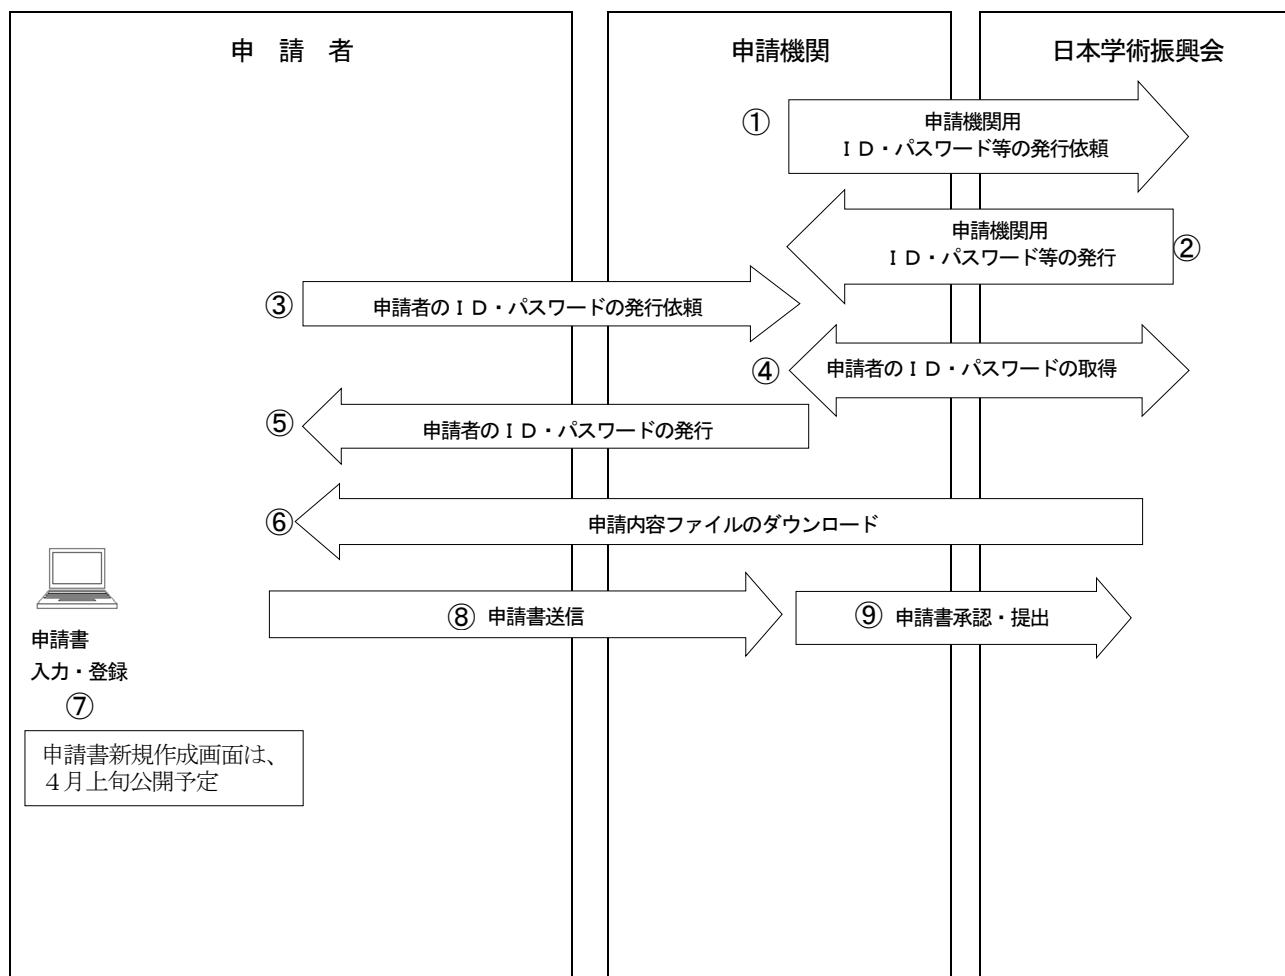 申 請 者
申請機関
日本学術振興会
①
申請機関用
ＩＤ・パスワード等の発行依頼
申請機関用
ＩＤ・パスワード等の発行
②
③
申請者のＩＤ・パスワードの発行依頼
④
申請者のＩＤ・パスワードの取得
⑤
申請者のＩＤ・パスワードの発行
⑥
申請内容ファイルのダウンロード
⑧ 申請書送信
⑨ 申請書承認・提出
申請書
入力・登録
⑦
申請書新規作成画面は、
４月上旬公開予定